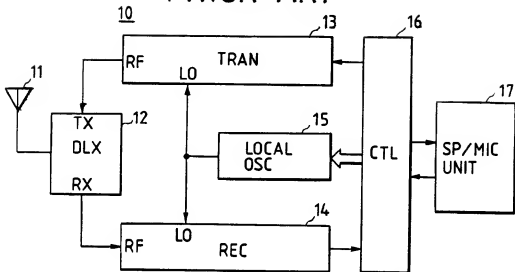 PRIOR ART
10
11
12
13
14
15
16
17
RF
TRAN
LO
TX
DLX
RX
LOCAL
OSC
CTL
SP/MIC
UNIT
RF
LO
REC